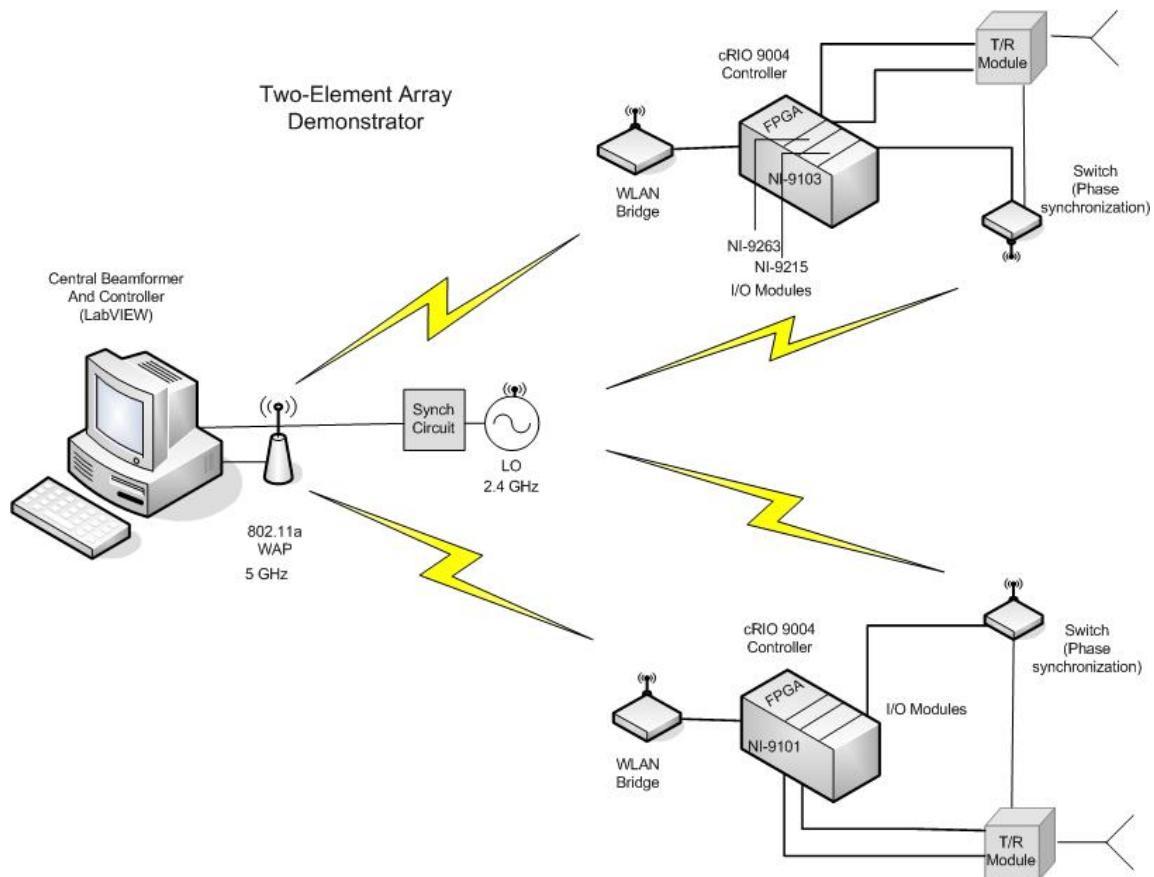 Two-Element Array
Demonstrator
cRIO 9004
Controller
T/R
Module
FPGA
NI-9103
WLAN
Bridge
Switch
(Phase
synchronization)
NI-9263
NI-9215
I/O Modules
Central Beamformer
And Controller
(LabVIEW)
Synch
Circuit
LO
2.4 GHz
802.11a
WAP
5 GHz
cRIO 9004
Controller
Switch
(Phase
synchronization)
FPGA
I/O Modules
NI-9101
WLAN
Bridge
T/R
Module